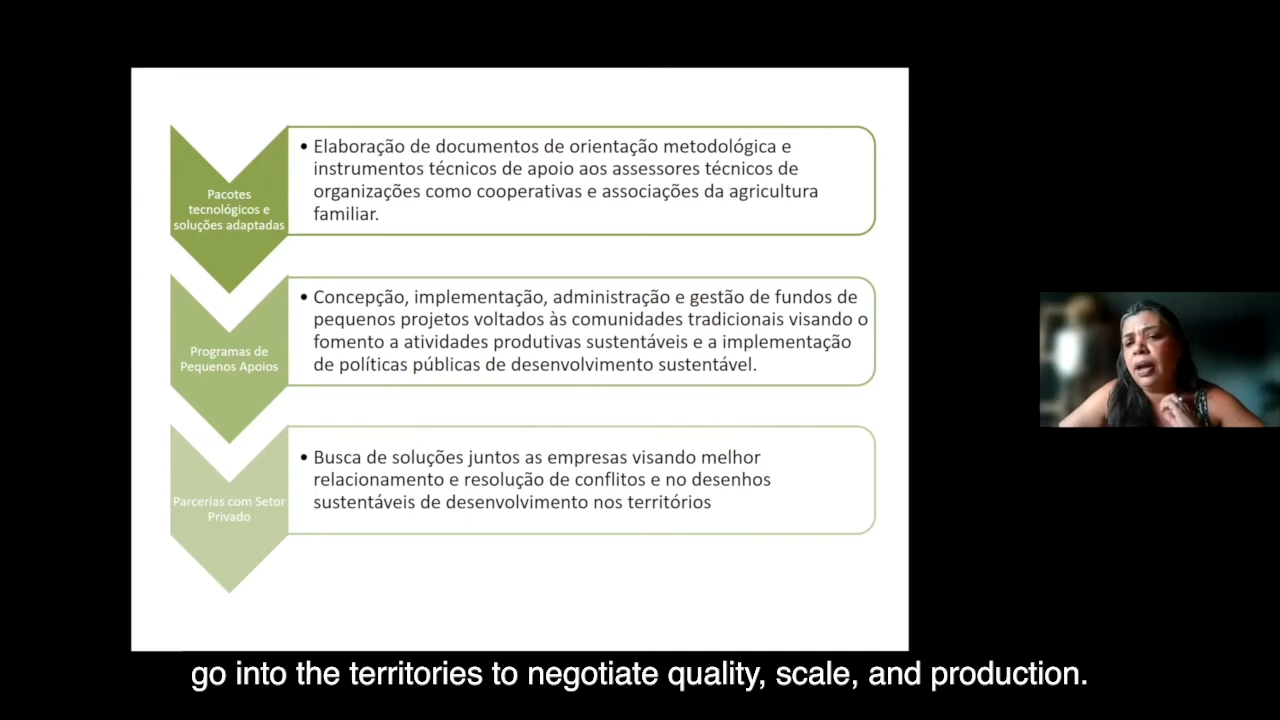 Pacotes
tecnológicos e
soluções adaptadas
• Elaboração de documentos de orientação metodológica e
instrumentos técnicos de apoio aos assessores técnicos de
organizações como cooperativas e associações da agricultura
familiar.
Programas de
Pequenos Apoios
• Concepção, implementação, administração e gestão de fundos de
pequenos projetos voltados às comunidades tradicionais visando o
fomento a atividades produtivas sustentáveis e a implementação
de políticas públicas de desenvolvimento sustentável.
Parcerias com Setor
Privado
• Busca de soluções juntos as empresas visando melhor
relacionamento e resolução de conflitos e no desenhos
sustentáveis de desenvolvimento nos territórios
go into the territories to negotiate quality, scale, and production.